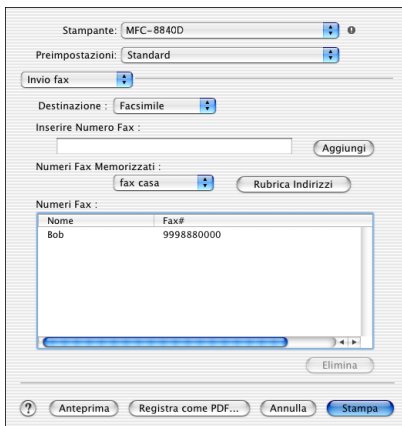 Stampante: MFC-8840D
Preimpostazioni: Standard
Invio fax
Destinazione : Facsimile
Inserire Numero Fax :
Aggiungi
Numeri Fax Memorizzati :
fax casa Rubrica Indirizzi
Numeri Fax :
Nome Fax#
Bob 9998880000
Elimina
? Anteprima Registra come PDF... Annulla Stampa